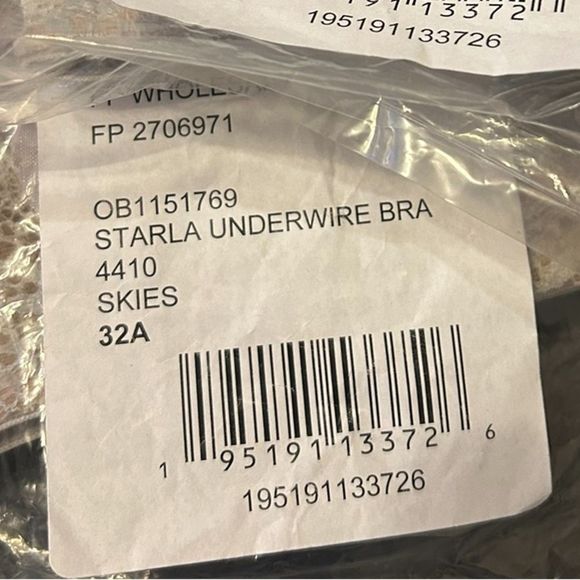 195191133726
FP 2706971
OB1151769
STARLA UNDERWIRE BRA
4410
SKIES
32A
1 95191 13372 6
195191133726